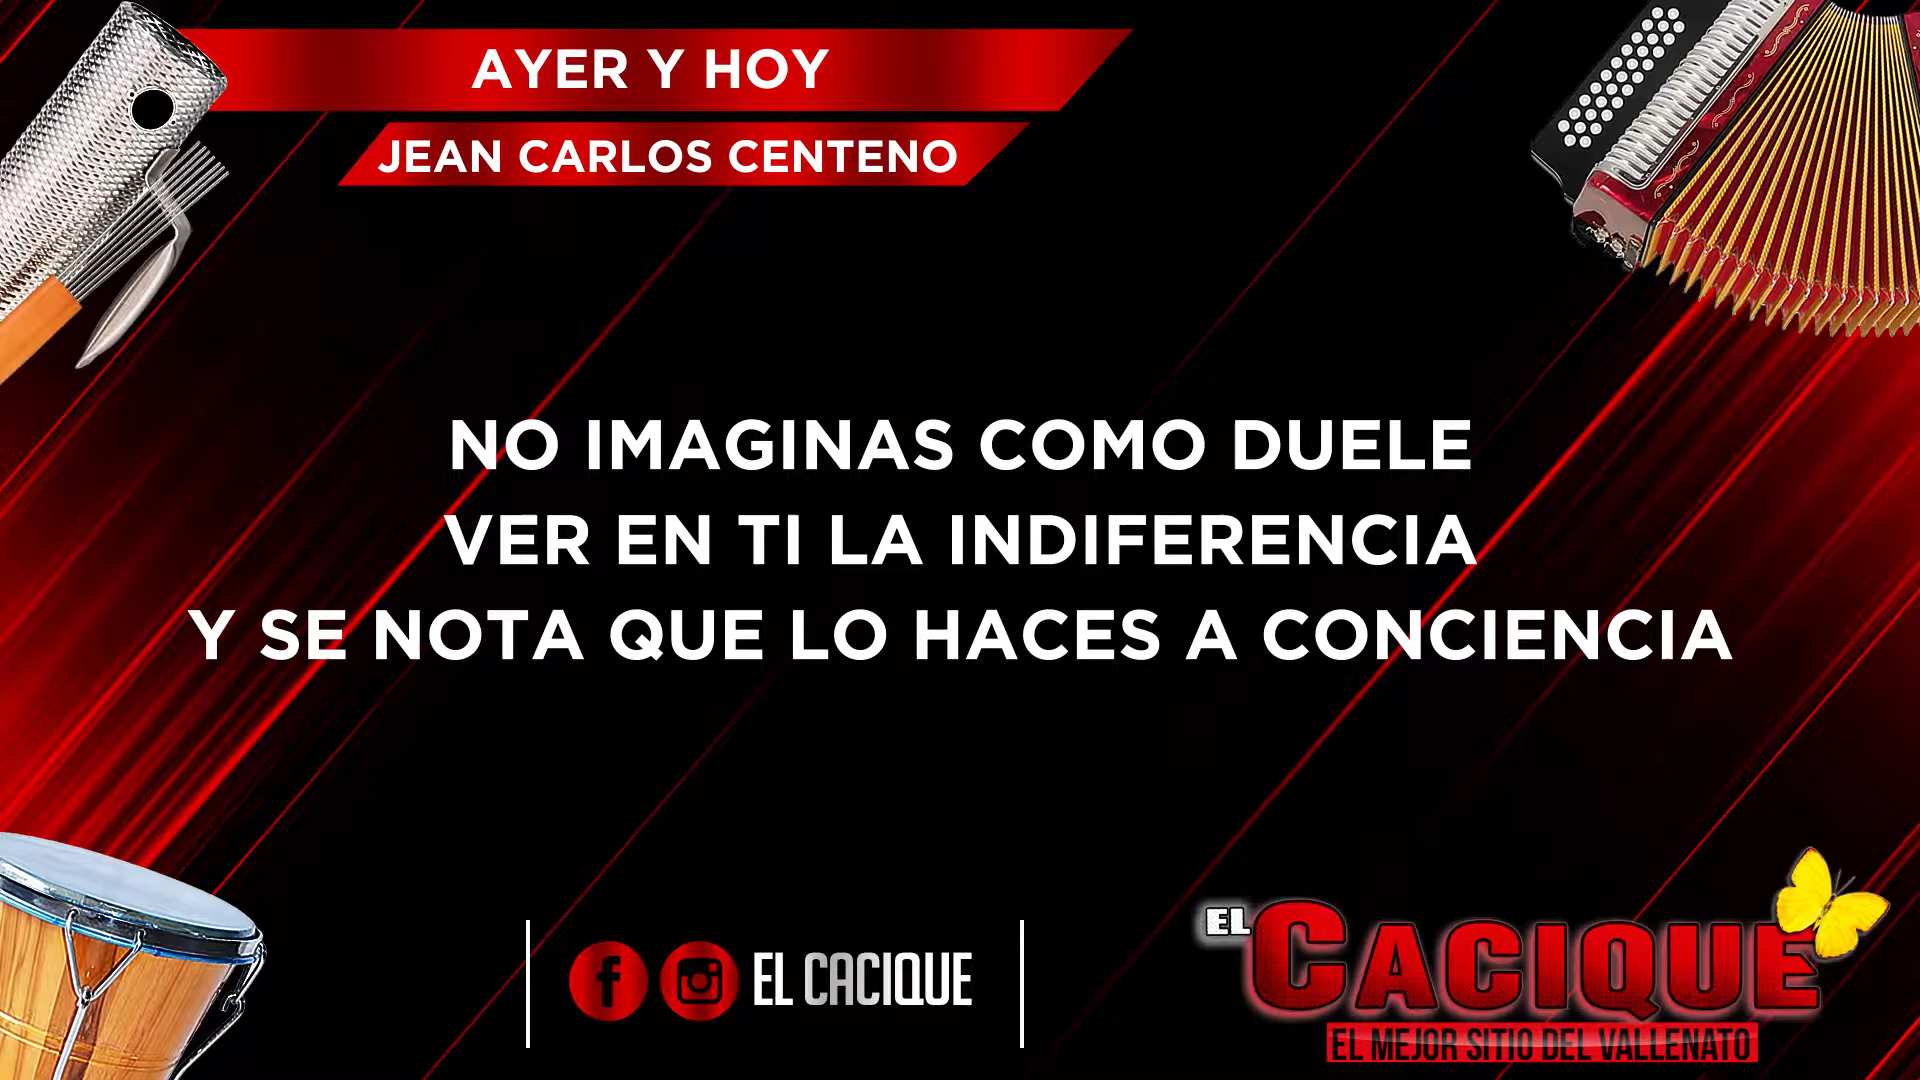 AYER Y HOY
JEAN CARLOS CENTENO
NO IMAGINAS COMO DUELE
VER EN TI LA INDIFERENCIA
Y SE NOTA QUE LO HACES A CONCIENCIA
EL CACIQUE
EL CACIQUE
EL MEJOR SITIO DEL VALLENATO